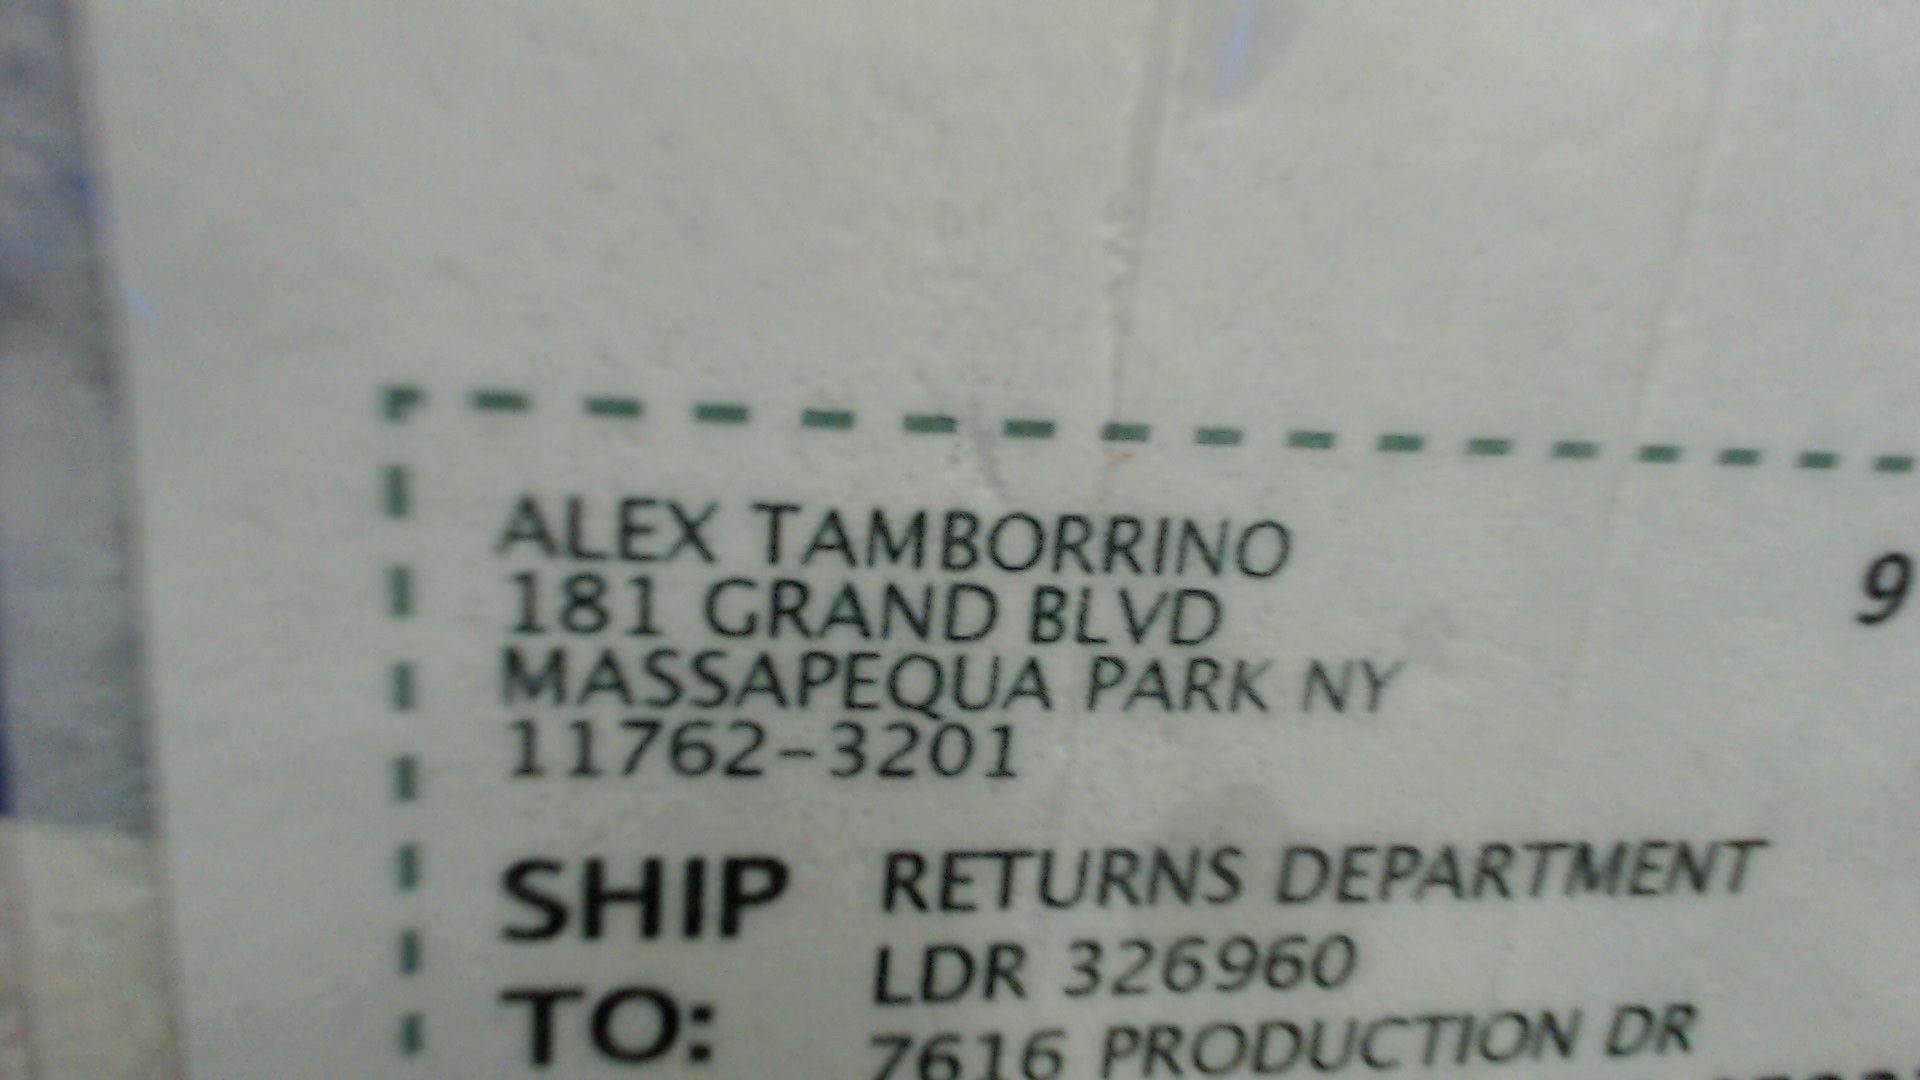 ALEX TAMBORRINO
181 GRAND BLVD
MASSAPEQUA PARK NY
11762-3201
9
SHIP TO:
RETURNS DEPARTMENT
LDR 326960
7616 PRODUCTION DR